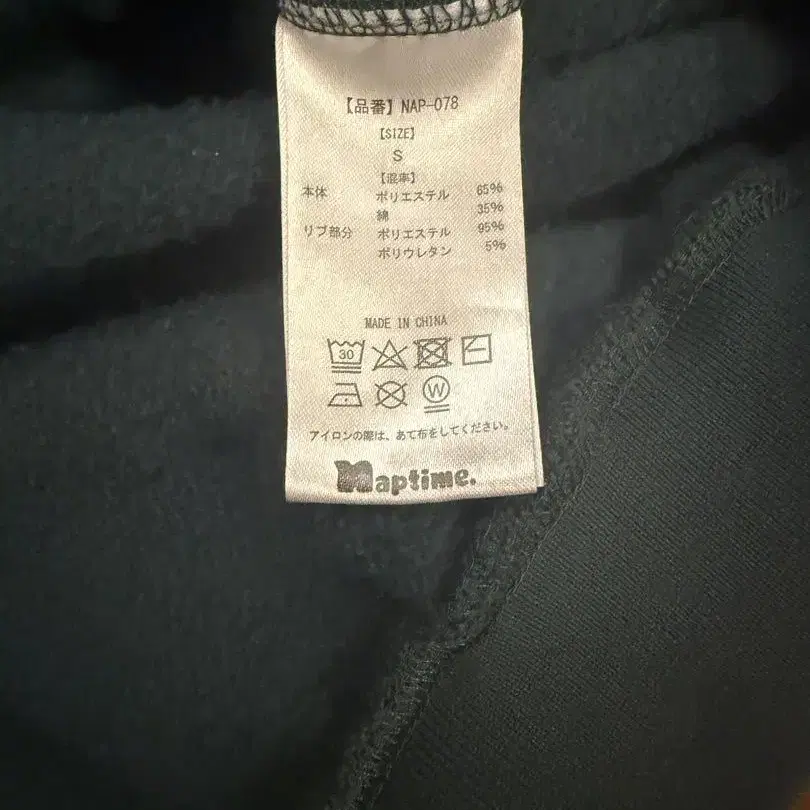 【品番】NAP-078
【SIZE】
S
【混率】
本体 ポリエステル 65%
綿 35%
リブ部分 ポリエステル 95%
ポリウレタン 5%
MADE IN CHINA
30
W
アイロンの際は、あて布をしてください。
Naptime.